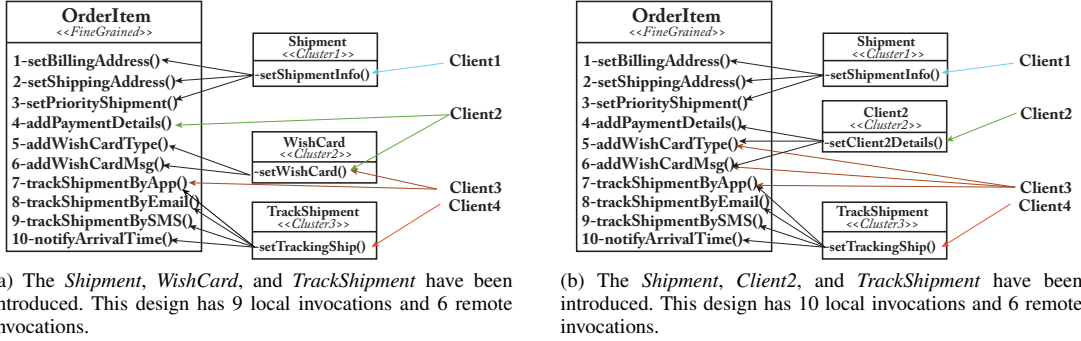 OrderItem
<<FineGrained>>
1-setBillingAddress()
2-setShippingAddress()
3-setPriorityShipment()
4-addPaymentDetails()
5-addWishCardType()
6-addWishCardMsg()
7-trackShipmentByApp()
8-trackShipmentByEmail()
9-trackShipmentBySMS()
10-notifyArrivalTime()
Shipment
<<Cluster1>>
-setShipmentInfo()
WishCard
<<Cluster2>>
-setWishCard()
TrackShipment
<<Cluster3>>
-setTrackingShip()
Client1
Client2
Client3
Client4
a) The Shipment, WishCard, and TrackShipment have been
introduced. This design has 9 local invocations and 6 remote
nvocations.
OrderItem
<<FineGrained>>
1-setBillingAddress()
2-setShippingAddress()
3-setPriorityShipment()
4-addPaymentDetails()
5-addWishCardType()
6-addWishCardMsg()
7-trackShipmentByApp()
8-trackShipmentByEmail()
9-trackShipmentBySMS()
10-notifyArrivalTime()
Shipment
<<Cluster1>>
-setShipmentInfo()
Client2
<<Cluster2>>
-setClient2Details()
TrackShipment
<<Cluster3>>
-setTrackingShip()
Client1
Client2
Client3
Client4
(b) The Shipment, Client2, and TrackShipment have been
introduced. This design has 10 local invocations and 6 remote
invocations.